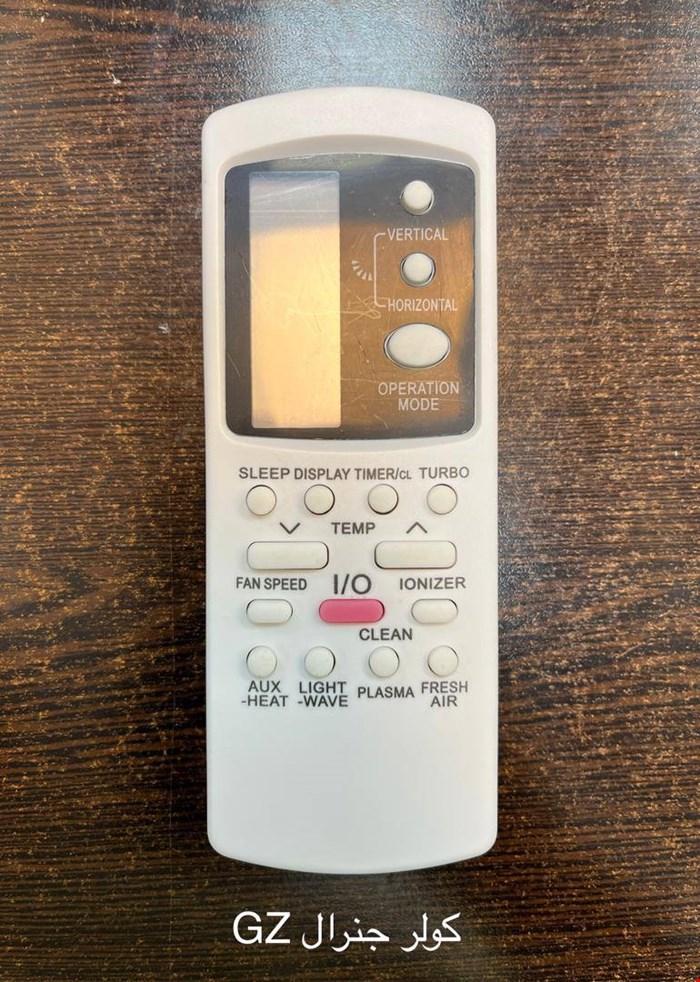 VERTICAL
HORIZONTAL
OPERATION
MODE
SLEEP DISPLAY TIMER/CL TURBO
TEMP
FAN SPEED I/O IONIZER
CLEAN
AUX
-HEAT
LIGHT
-WAVE
PLASMA
FRESH
AIR
کولر جنرال GZ